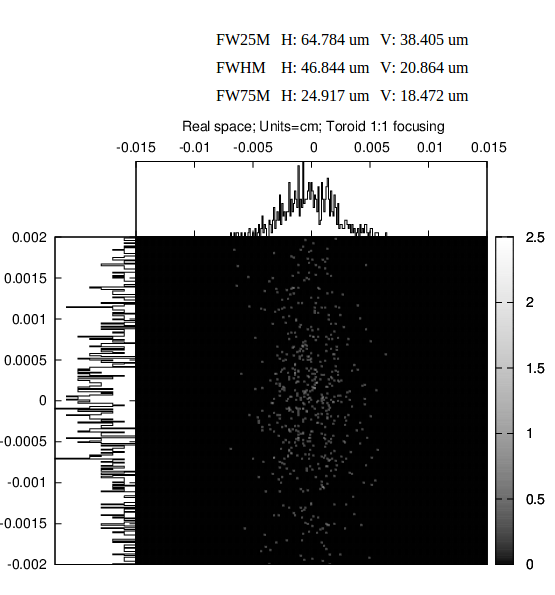 FW25M H: 64.784 um V: 38.405 um
FWHM H: 46.844 um V: 20.864 um
FW75M H: 24.917 um V: 18.472 um
Real space; Units=cm; Toroid 1:1 focusing
-0.015 -0.01 -0.005 0 0.005 0.01 0.015
0.002 2.5
0.0015
0.001 2
0.0005 1.5
0
-0.0005 1
-0.001 0.5
-0.0015
-0.002 0